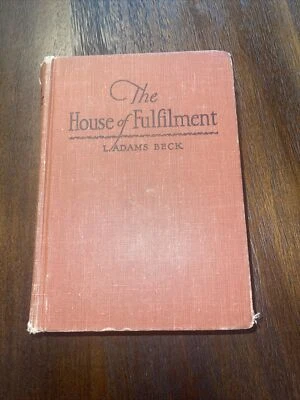 The
House of Fulfilment
L. ADAMS BECK